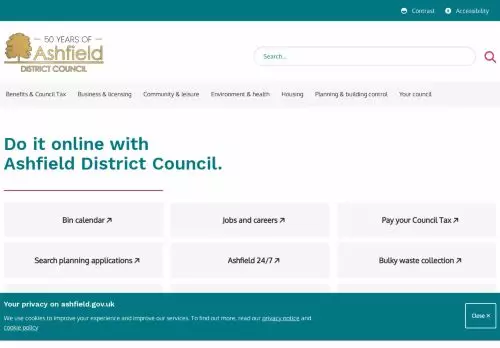 Contrast Accessibility
50 YEARS OF
Ashfield
DISTRICT COUNCIL
Search...
Benefits & Council Tax Business & licensing Community & leisure Environment & health Housing Planning & building control Your council
Do it online with
Ashfield District Council.
Bin calendar Jobs and careers Pay your Council Tax
Search planning applications Ashfield 24/7 Bulky waste collection
Your privacy on ashfield.gov.uk
We use cookies to improve your experience and improve our services. To find out more, read our privacy notice and
cookie policy
Close ×